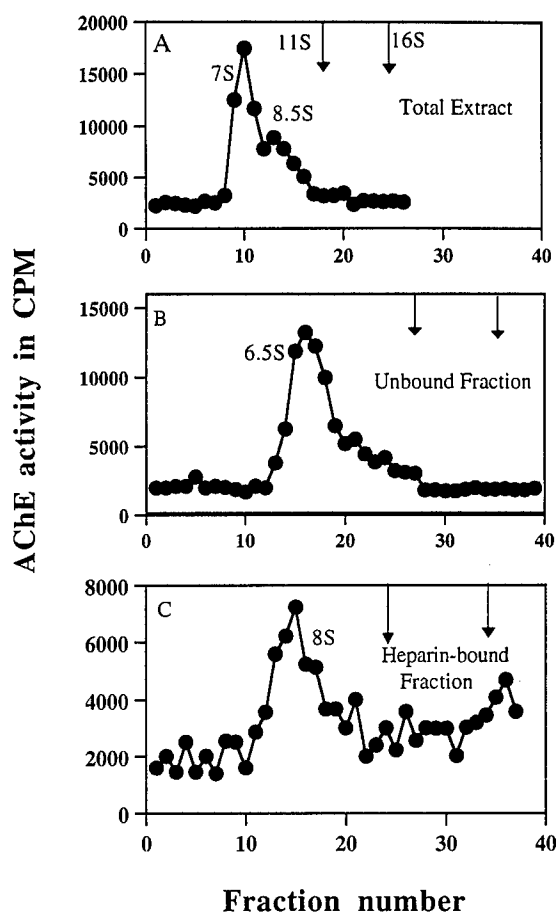 AChE activity in CPM
A
20000
15000
10000
5000
0
7S
8.5S
11S
16S
Total Extract
0
10
20
30
40
B
15000
10000
5000
0
6.5S
Unbound Fraction
0
10
20
30
40
C
8000
6000
4000
2000
0
8S
Heparin-bound
Fraction
0
10
20
30
40
Fraction number